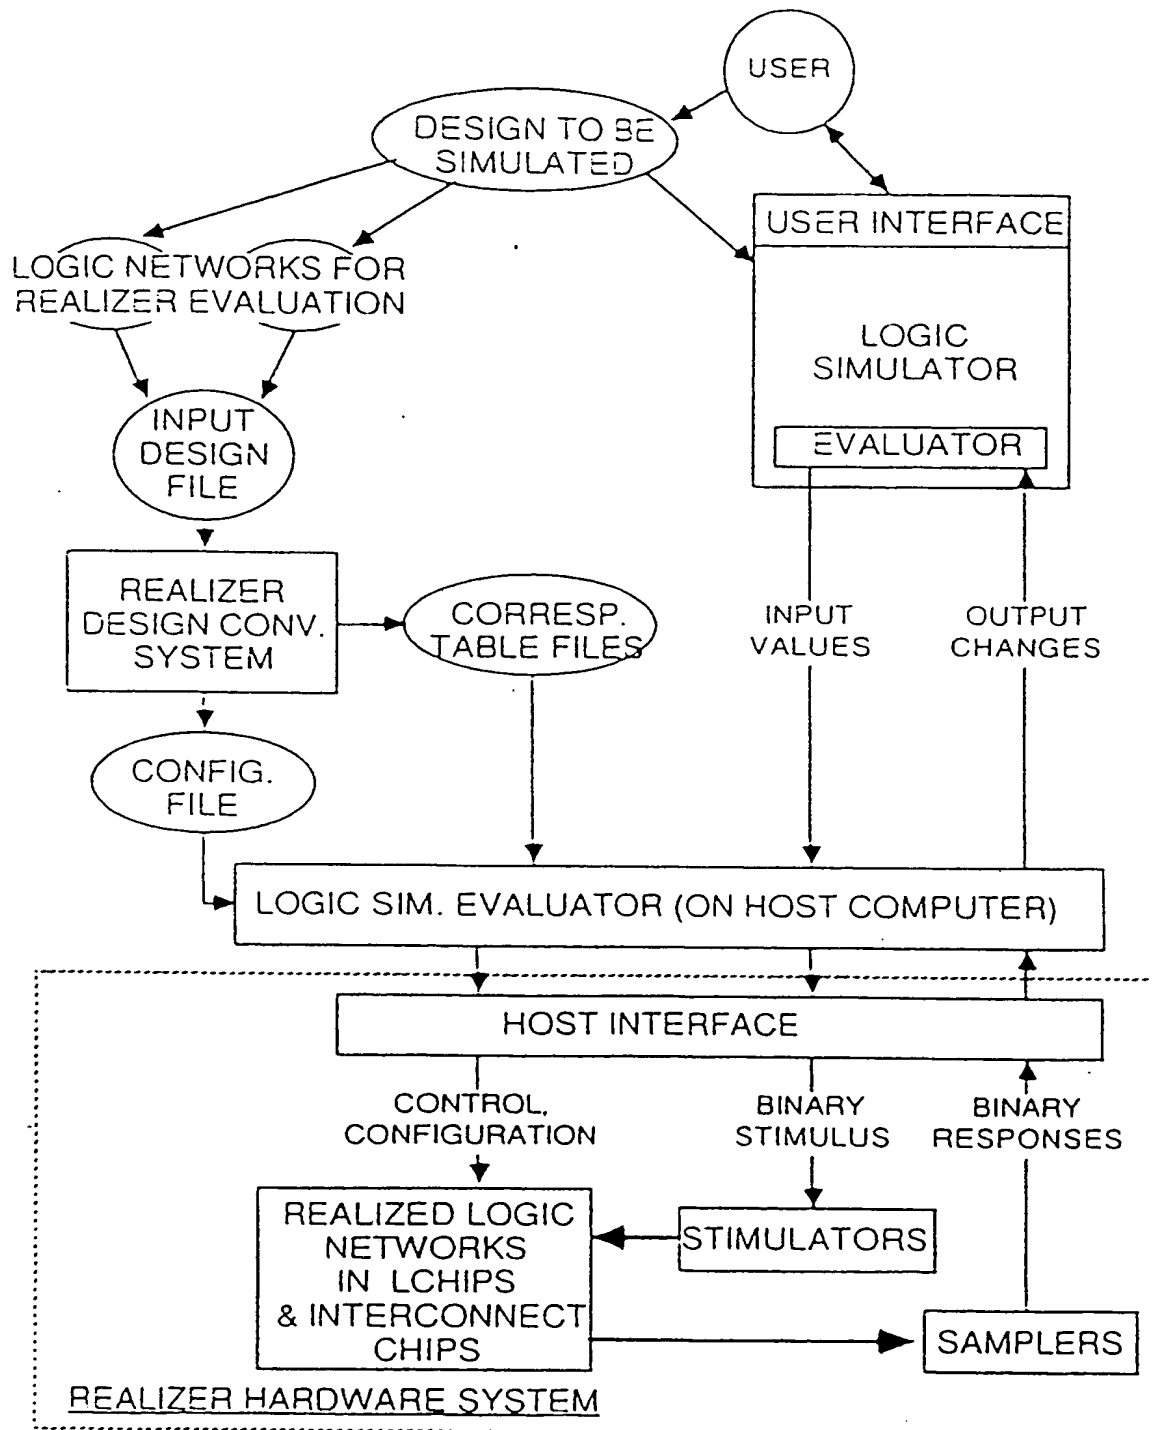 USER
DESIGN TO BE
SIMULATED
USER INTERFACE
LOGIC NETWORKS FOR
REALIZER EVALUATION
LOGIC
SIMULATOR
EVALUATOR
INPUT
DESIGN
FILE
REALIZER
DESIGN CONV.
SYSTEM
CORRESP.
TABLE FILES
INPUT
VALUES
OUTPUT
CHANGES
CONFIG.
FILE
LOGIC SIM. EVALUATOR (ON HOST COMPUTER)
HOST INTERFACE
CONTROL,
CONFIGURATION
BINARY
STIMULUS
BINARY
RESPONSES
REALIZED LOGIC
NETWORKS
IN LCHIPS
& INTERCONNECT
CHIPS
STIMULATORS
SAMPLERS
REALIZER HARDWARE SYSTEM